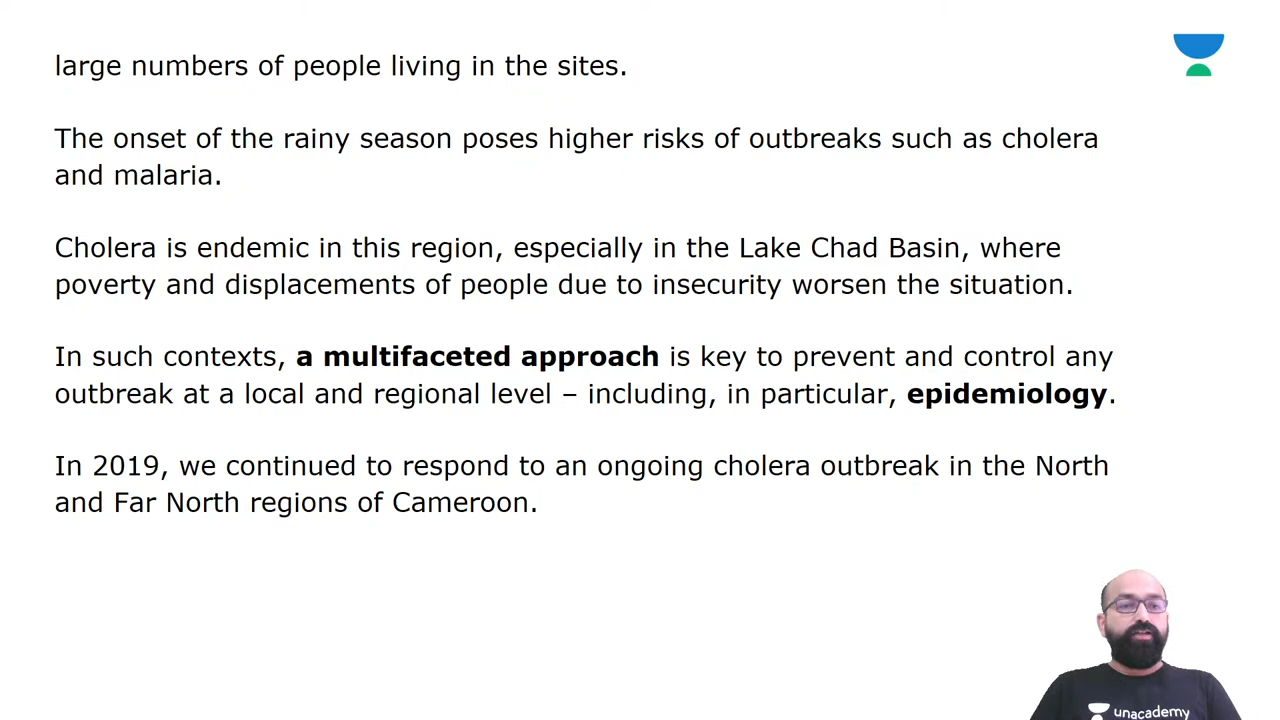 large numbers of people living in the sites.
The onset of the rainy season poses higher risks of outbreaks such as cholera
and malaria.
Cholera is endemic in this region, especially in the Lake Chad Basin, where
poverty and displacements of people due to insecurity worsen the situation.
In such contexts, a multifaceted approach is key to prevent and control any
outbreak at a local and regional level – including, in particular, epidemiology.
In 2019, we continued to respond to an ongoing cholera outbreak in the North
and Far North regions of Cameroon.
unacademy